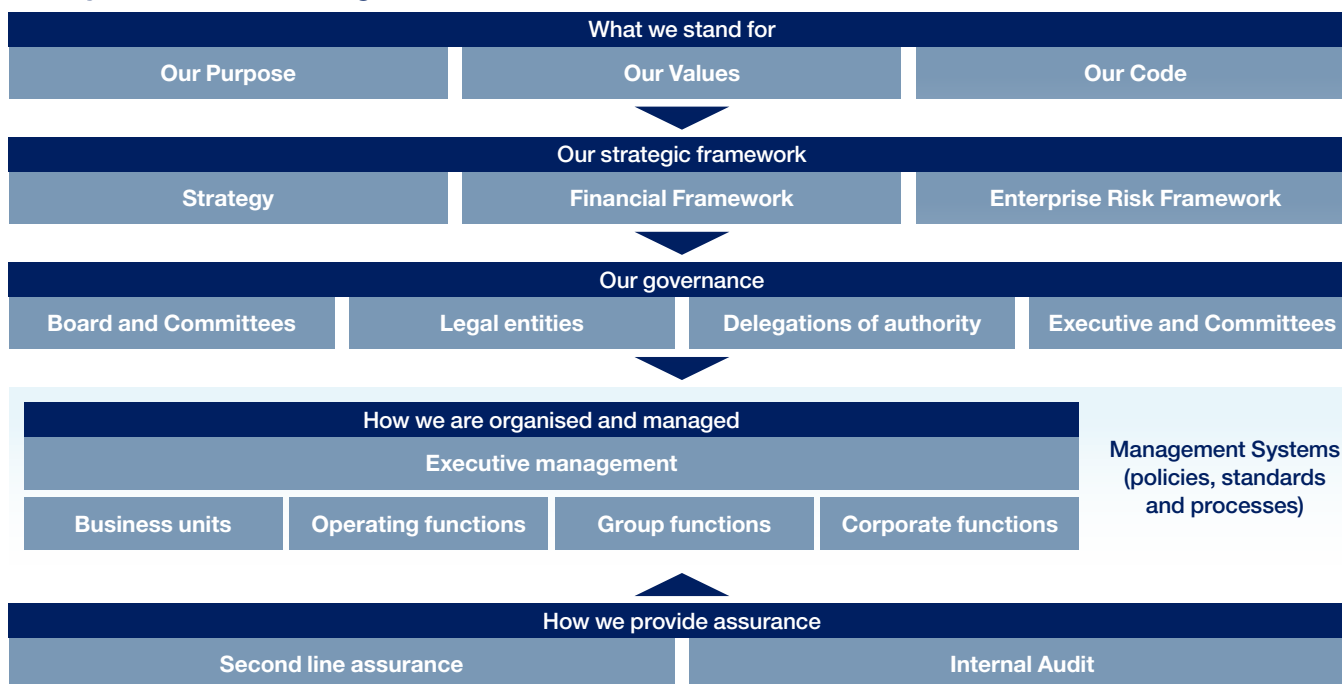 What we stand for
Our Purpose
Our Values
Our Code
Our strategic framework
Strategy
Financial Framework
Enterprise Risk Framework
Our governance
Board and Committees
Legal entities
Delegations of authority
Executive and Committees
How we are organised and managed
Executive management
Business units
Operating functions
Group functions
Corporate functions
Management Systems
(policies, standards
and processes)
How we provide assurance
Second line assurance
Internal Audit